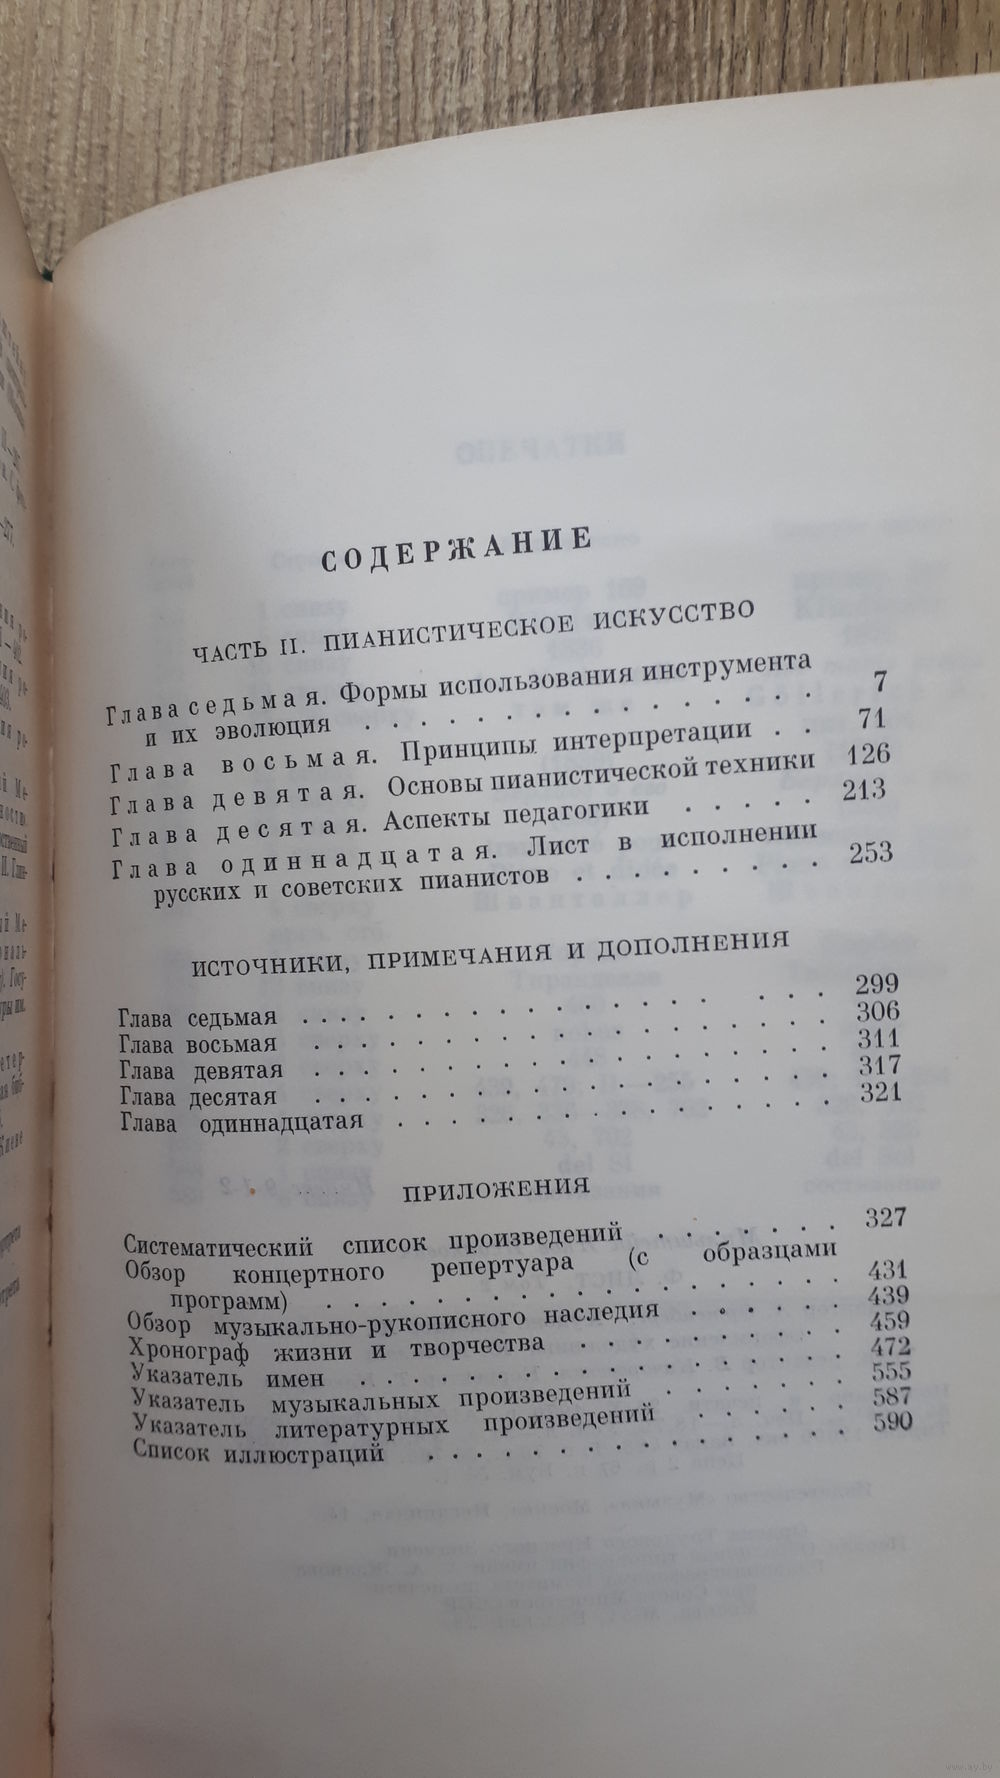 СОДЕРЖАНИЕ
ЧАСТЬ II. ПИАНИСТИЧЕСКОЕ ИСКУССТВО
Глава седьмая. Формы использования инструмента
и их эволюция . . . . . . . . . . . . . . . 7
Глава восьмая. Принципы интерпретации . . 71
Глава девятая. Основы пианистической техники 126
Глава десятая. Аспекты педагогики . . . . . 213
Глава одиннадцатая. Лист в исполнении
русских и советских пианистов . . . . . . . . . 253
ИСТОЧНИКИ, ПРИМЕЧАНИЯ И ДОПОЛНЕНИЯ
Глава седьмая . . . . . . . . . . . . . . . . . 299
Глава восьмая . . . . . . . . . . . . . . . . . 306
Глава девятая . . . . . . . . . . . . . . . . . 311
Глава десятая . . . . . . . . . . . . . . . . . 317
Глава одиннадцатая . . . . . . . . . . . . . . 321
ПРИЛОЖЕНИЯ
Систематический список произведений . . . . . . . 327
Обзор концертного репертуара (с образцами
программ) . . . . . . . . . . . . . . . . . 431
Обзор музыкально-рукописного наследия . . . . . . 439
Хронограф жизни и творчества . . . . . . . . . . 459
Указатель имен . . . . . . . . . . . . . . . . 472
Указатель музыкальных произведений . . . . . . . 555
Указатель литературных произведений . . . . . . 587
Список иллюстраций . . . . . . . . . . . . . . 590
www.ay.by